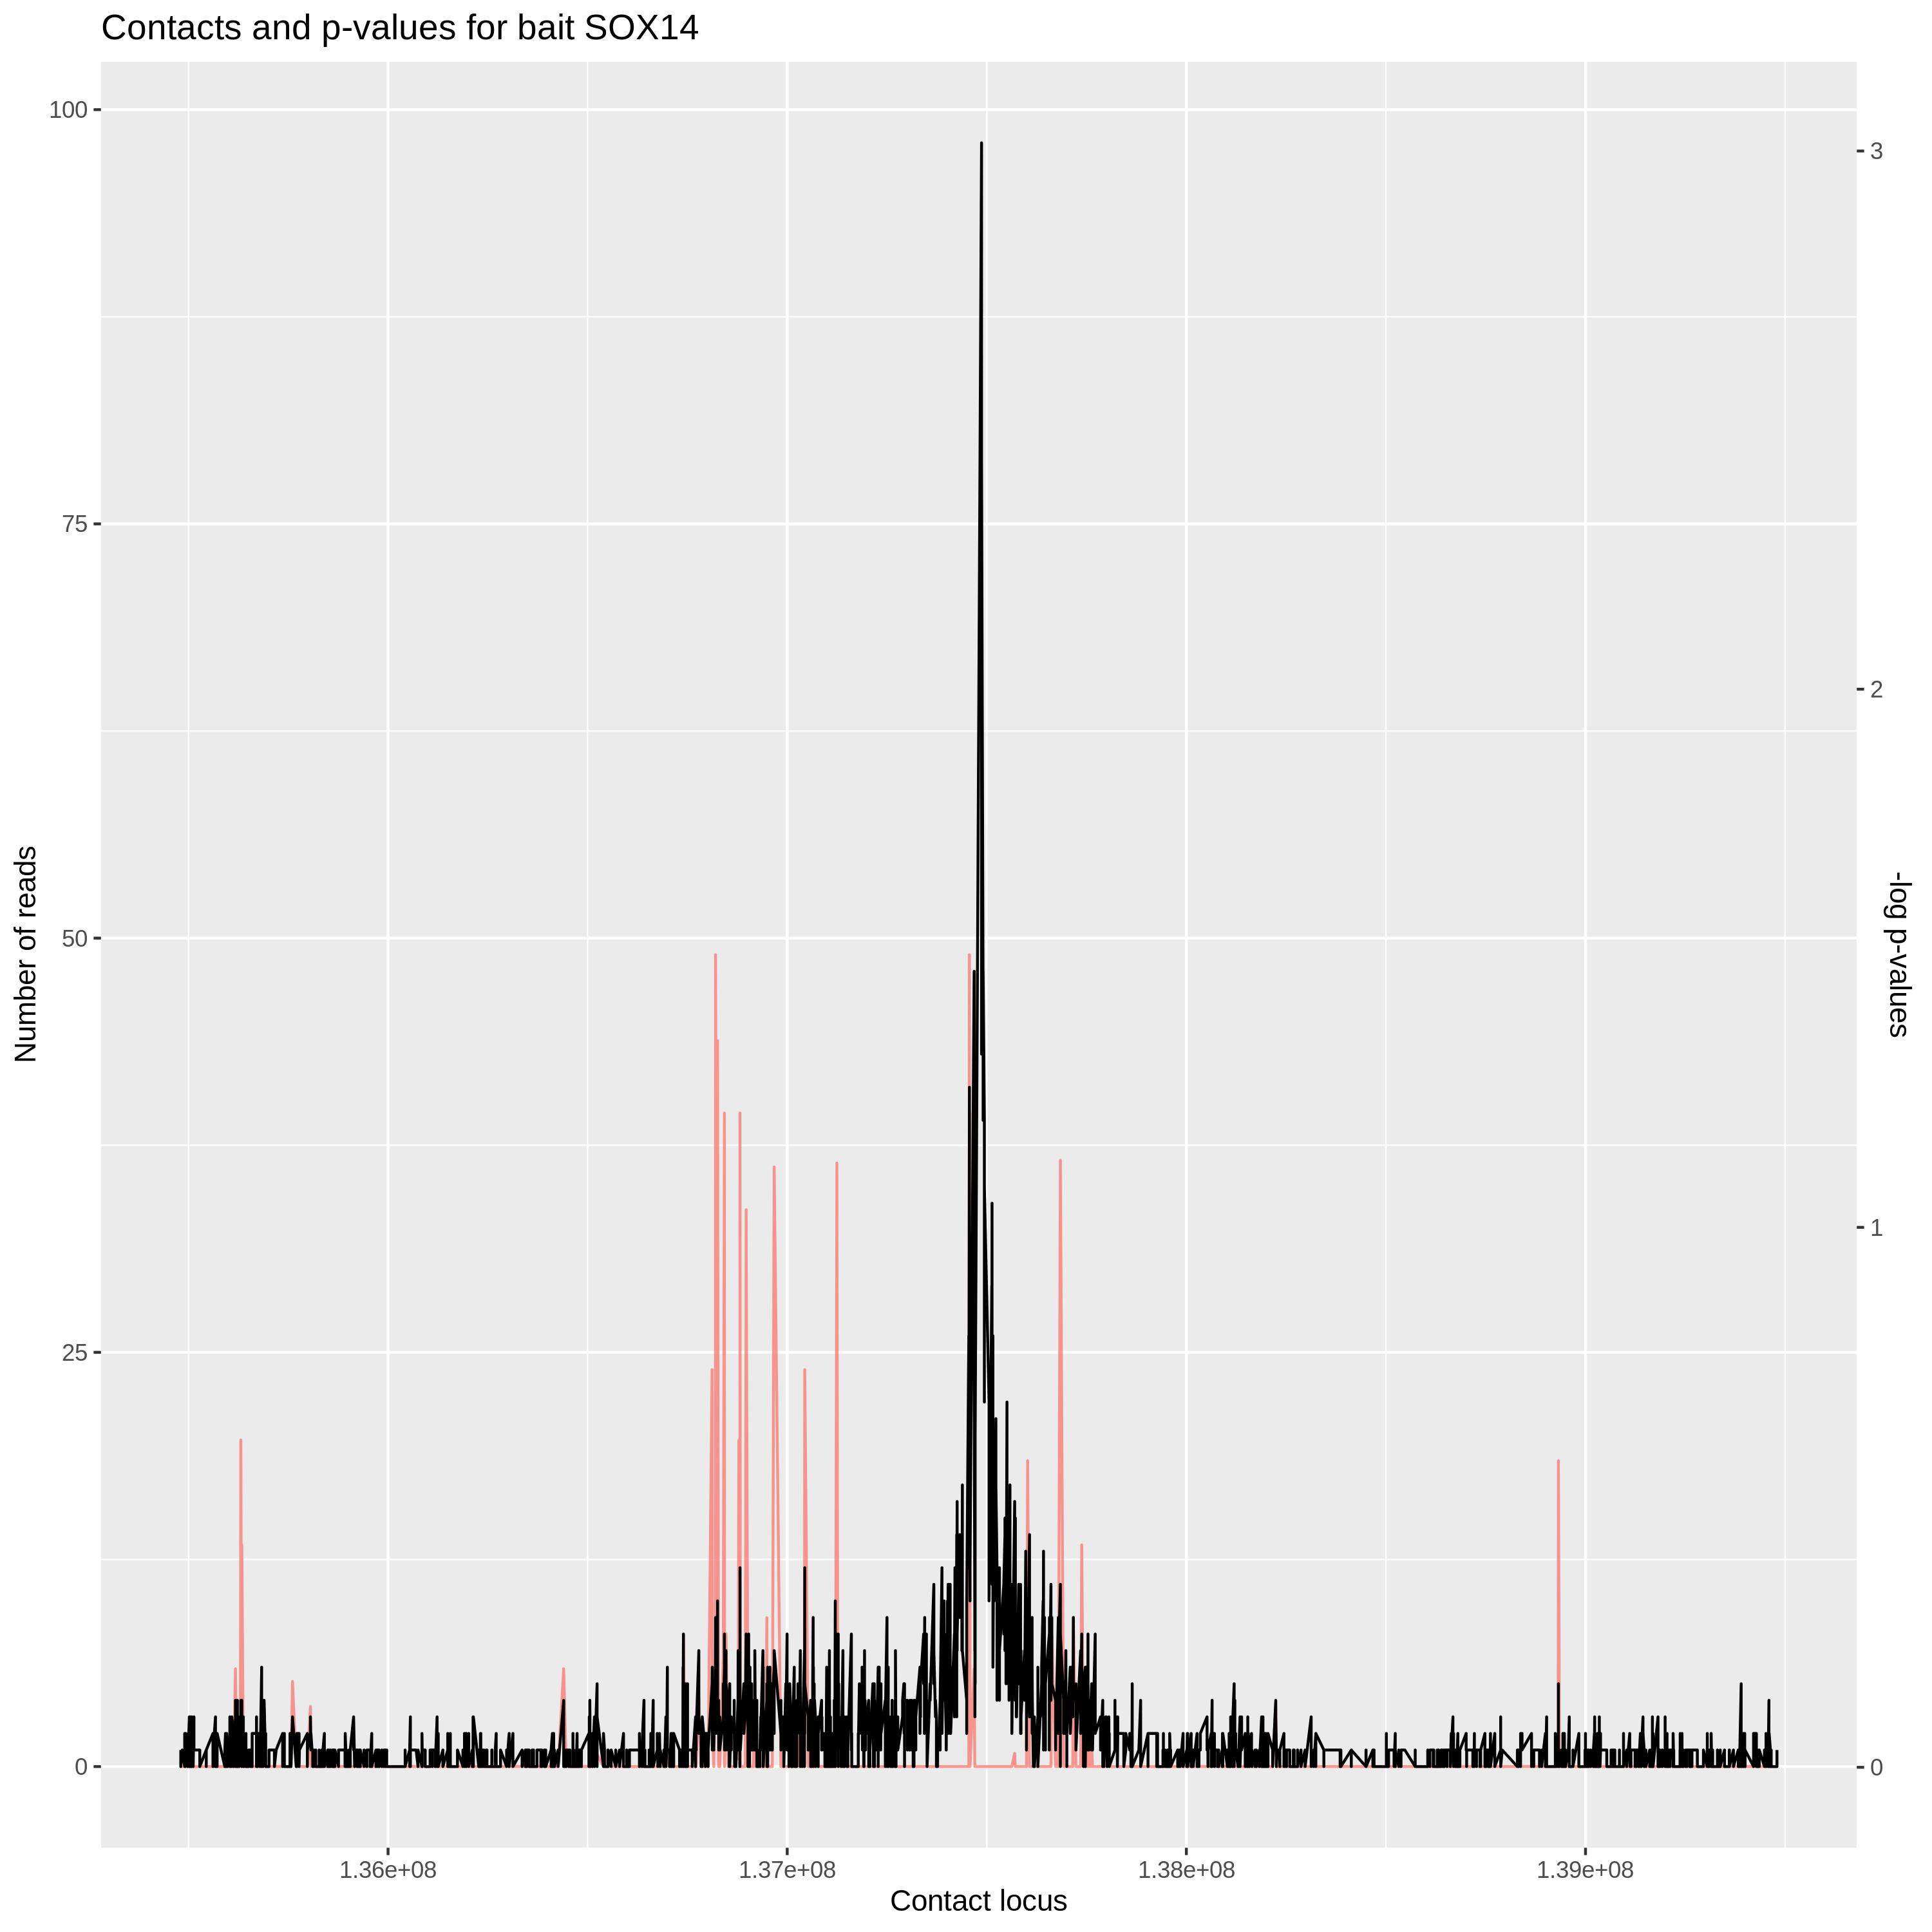 Contacts and p-values for bait SOX14
100
75
50
25
0
Number of reads
3
2
1
0
-log p-values
1.36e+08
1.37e+08
1.38e+08
1.39e+08
Contact locus